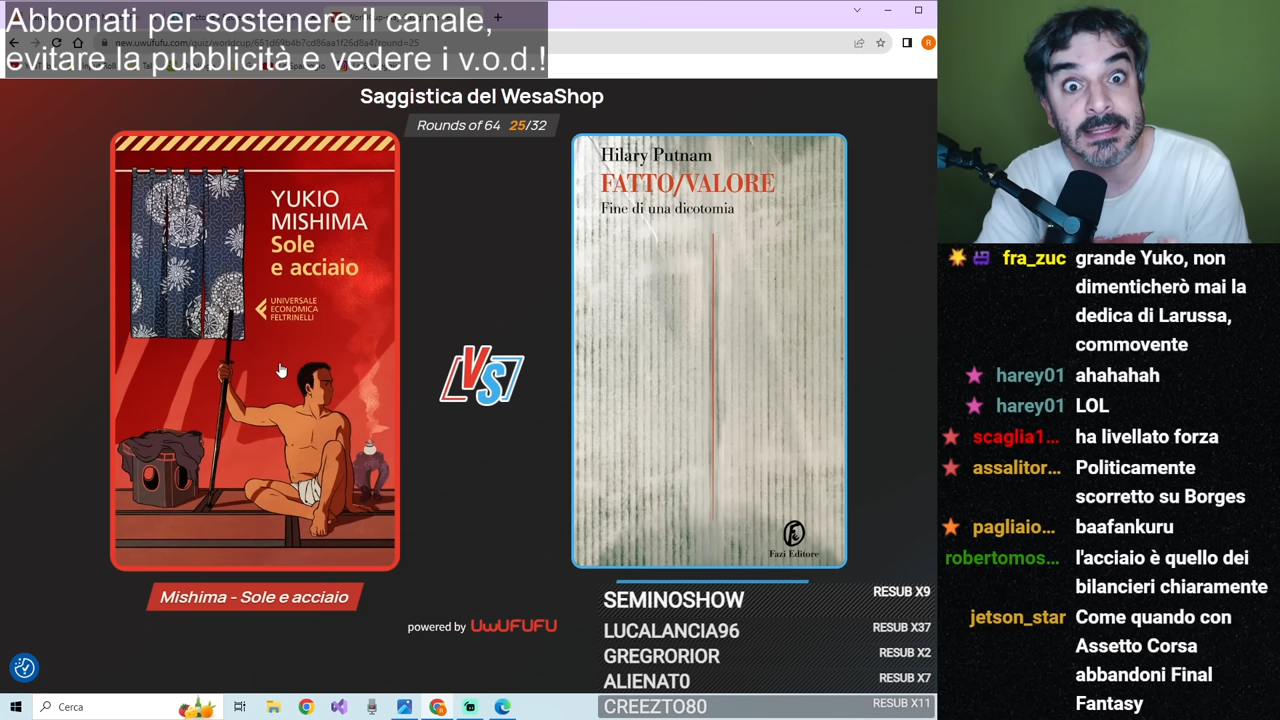 Abbonati per sostenere il canale,
evitare la pubblicità e vedere i v.o.d.!
Saggistica del WesaShop
Rounds of 64 25/32
YUKIO
MISHIMA
Sole
e acciaio
UNIVERSALE
ECONOMICA
FELTRINELLI
VS
Hilary Putnam
FATTO/VALORE
Fine di una dicotomia
Fazi Editore
Mishima - Sole e acciaio
powered by UwUFUFU
SEMINOSHOW RESUB X9
LUCALANCIA96 RESUB X37
GREGRORIOR RESUB X2
ALIENAT0 RESUB X7
CREEZTO80 RESUB X11
fra_zuc grande Yuko, non
dimenticherò mai la
dedica di Larussa,
commovente
harey01 ahahahah
harey01 LOL
scaglia1… ha livellato forza
assalitor… Politicamente
scorretto su Borges
pagliaio… baafankuru
robertomos… l'acciaio è quello dei
bilancieri chiaramente
jetson_star Come quando con
Assetto Corsa
abbandoni Final
Fantasy
Cerca